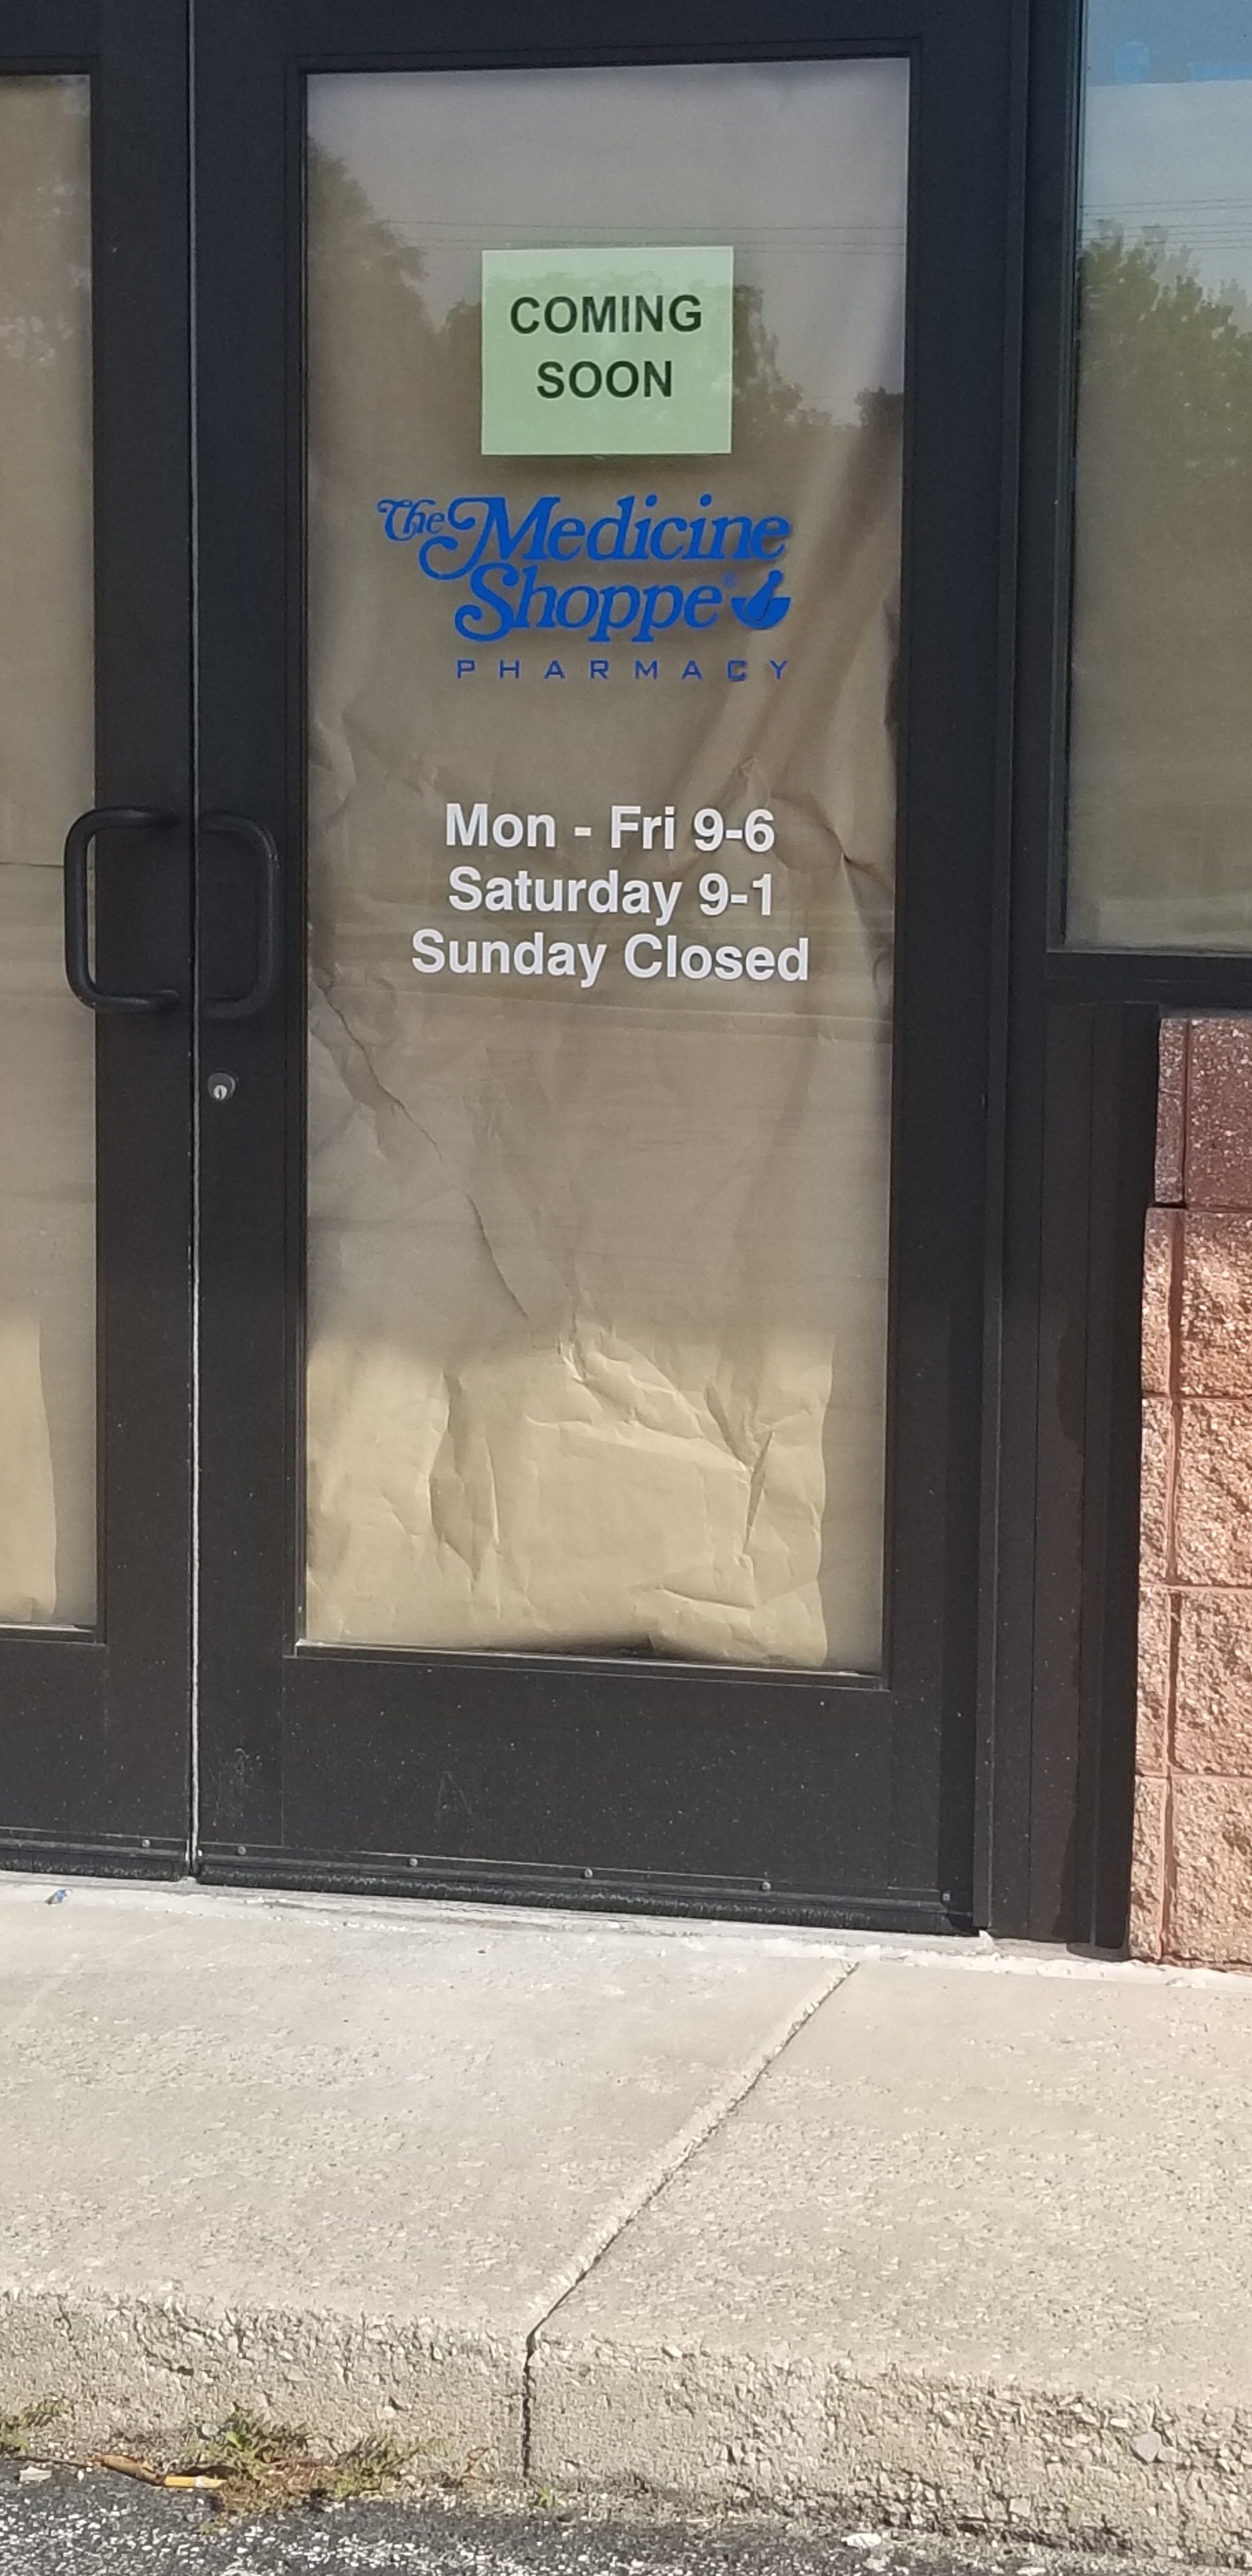 COMING
SOON
The Medicine
Shoppe®
PHARMACY
Mon - Fri 9-6
Saturday 9-1
Sunday Closed